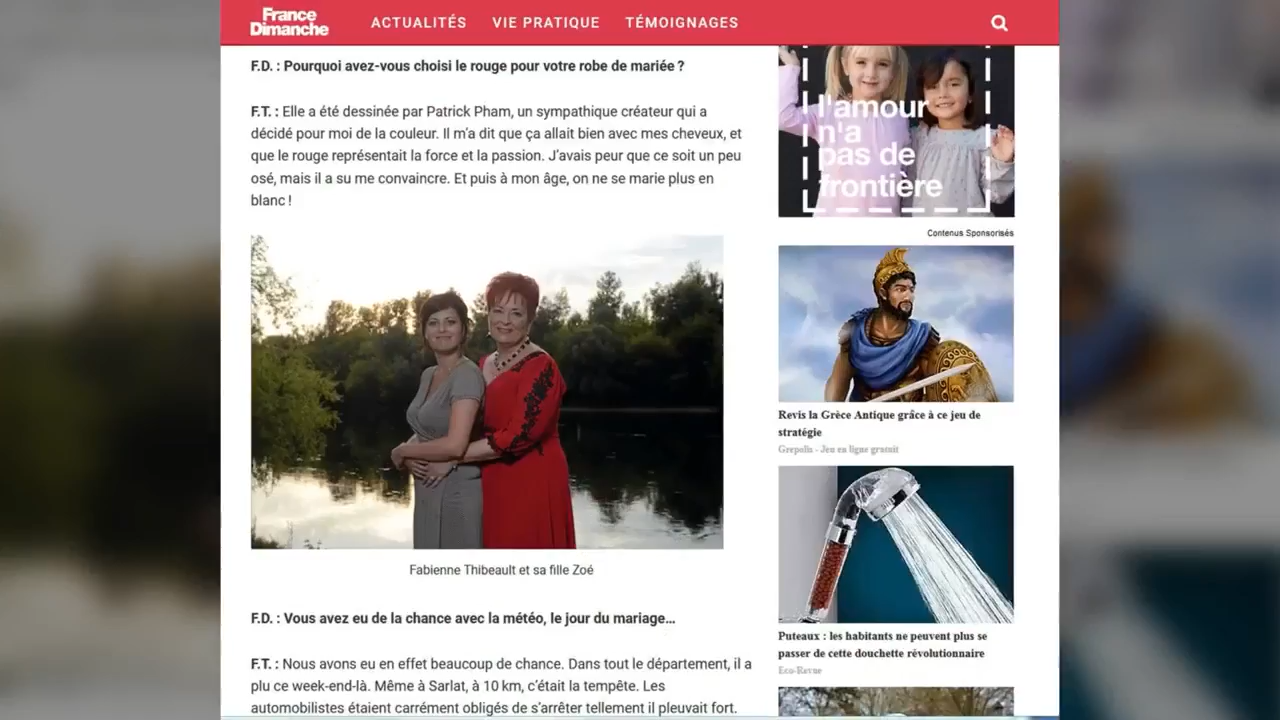 France
Dimanche
ACTUALITÉS
VIE PRATIQUE
TÉMOIGNAGES
F.D. : Pourquoi avez-vous choisi le rouge pour votre robe de mariée ?
F.T. : Elle a été dessinée par Patrick Pham, un sympathique créateur qui a
décidé pour moi de la couleur. Il m’a dit que ça allait bien avec mes cheveux, et
que le rouge représentait la force et la passion. J’avais peur que ce soit un peu
osé, mais il a su me convaincre. Et puis à mon âge, on ne se marie plus en
blanc !
Fabienne Thibeault et sa fille Zoé
F.D. : Vous avez eu de la chance avec la météo, le jour du mariage…
F.T. : Nous avons eu en effet beaucoup de chance. Dans tout le département, il a
plu ce week-end-là. Même à Sarlat, à 10 km, c’était la tempête. Les
automobilistes étaient carrément obligés de s’arrêter tellement il pleuvait fort.
l'amour
n'a
pas de
frontière
Contenus Sponsorisés
Revis la Grèce Antique grâce à ce jeu de
stratégie
Grepolis - Jeu en ligne gratuit
Puteaux : les habitants ne peuvent plus se
passer de cette douchette révolutionnaire
Eco-Revue